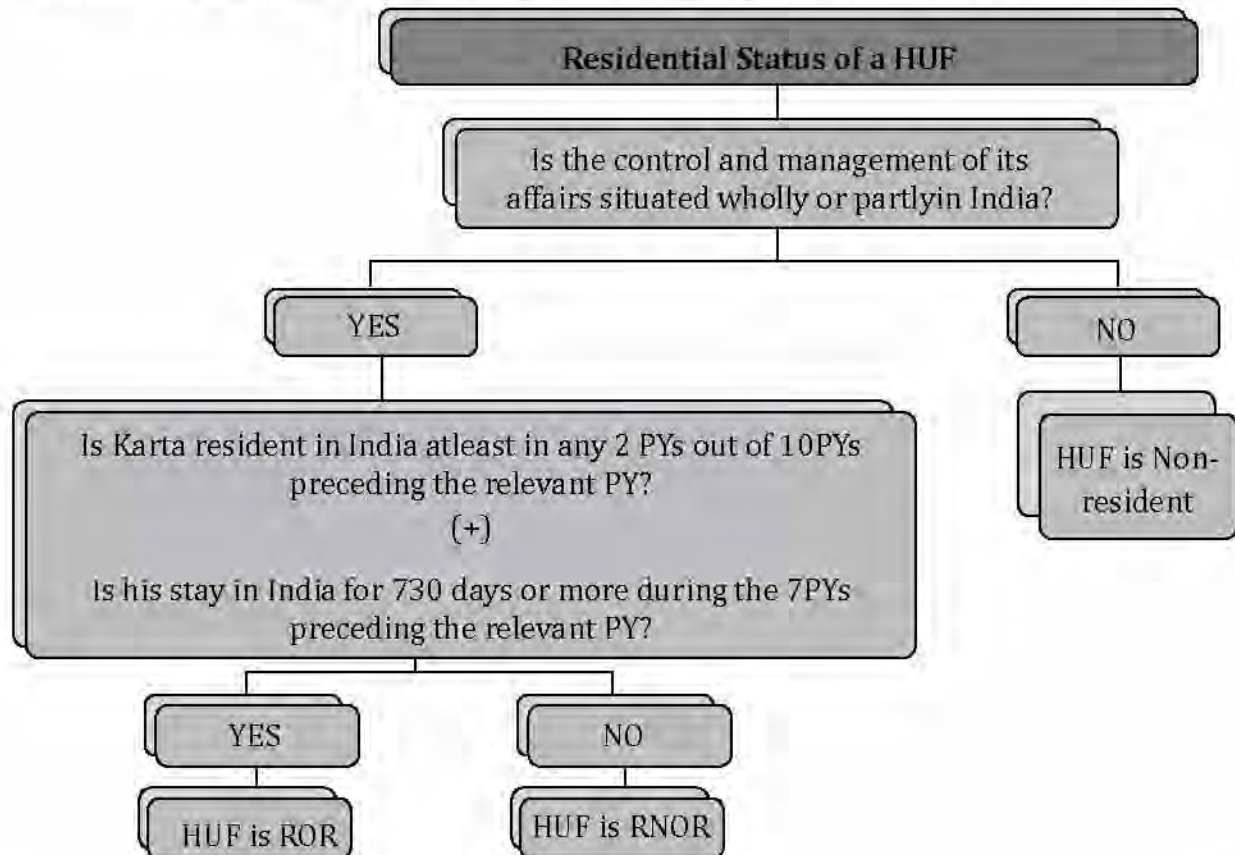 Residential Status of a HUF
Is the control and management of its
affairs situated wholly or partlyin India?
YES
NO
Is Karta resident in India atleast in any 2 PYs out of 10PYs
preceding the relevant PY?
(+)
Is his stay in India for 730 days or more during the 7PYs
preceding the relevant PY?
HUF is Non-
resident
YES
NO
HUF is ROR
HUF is RNOR